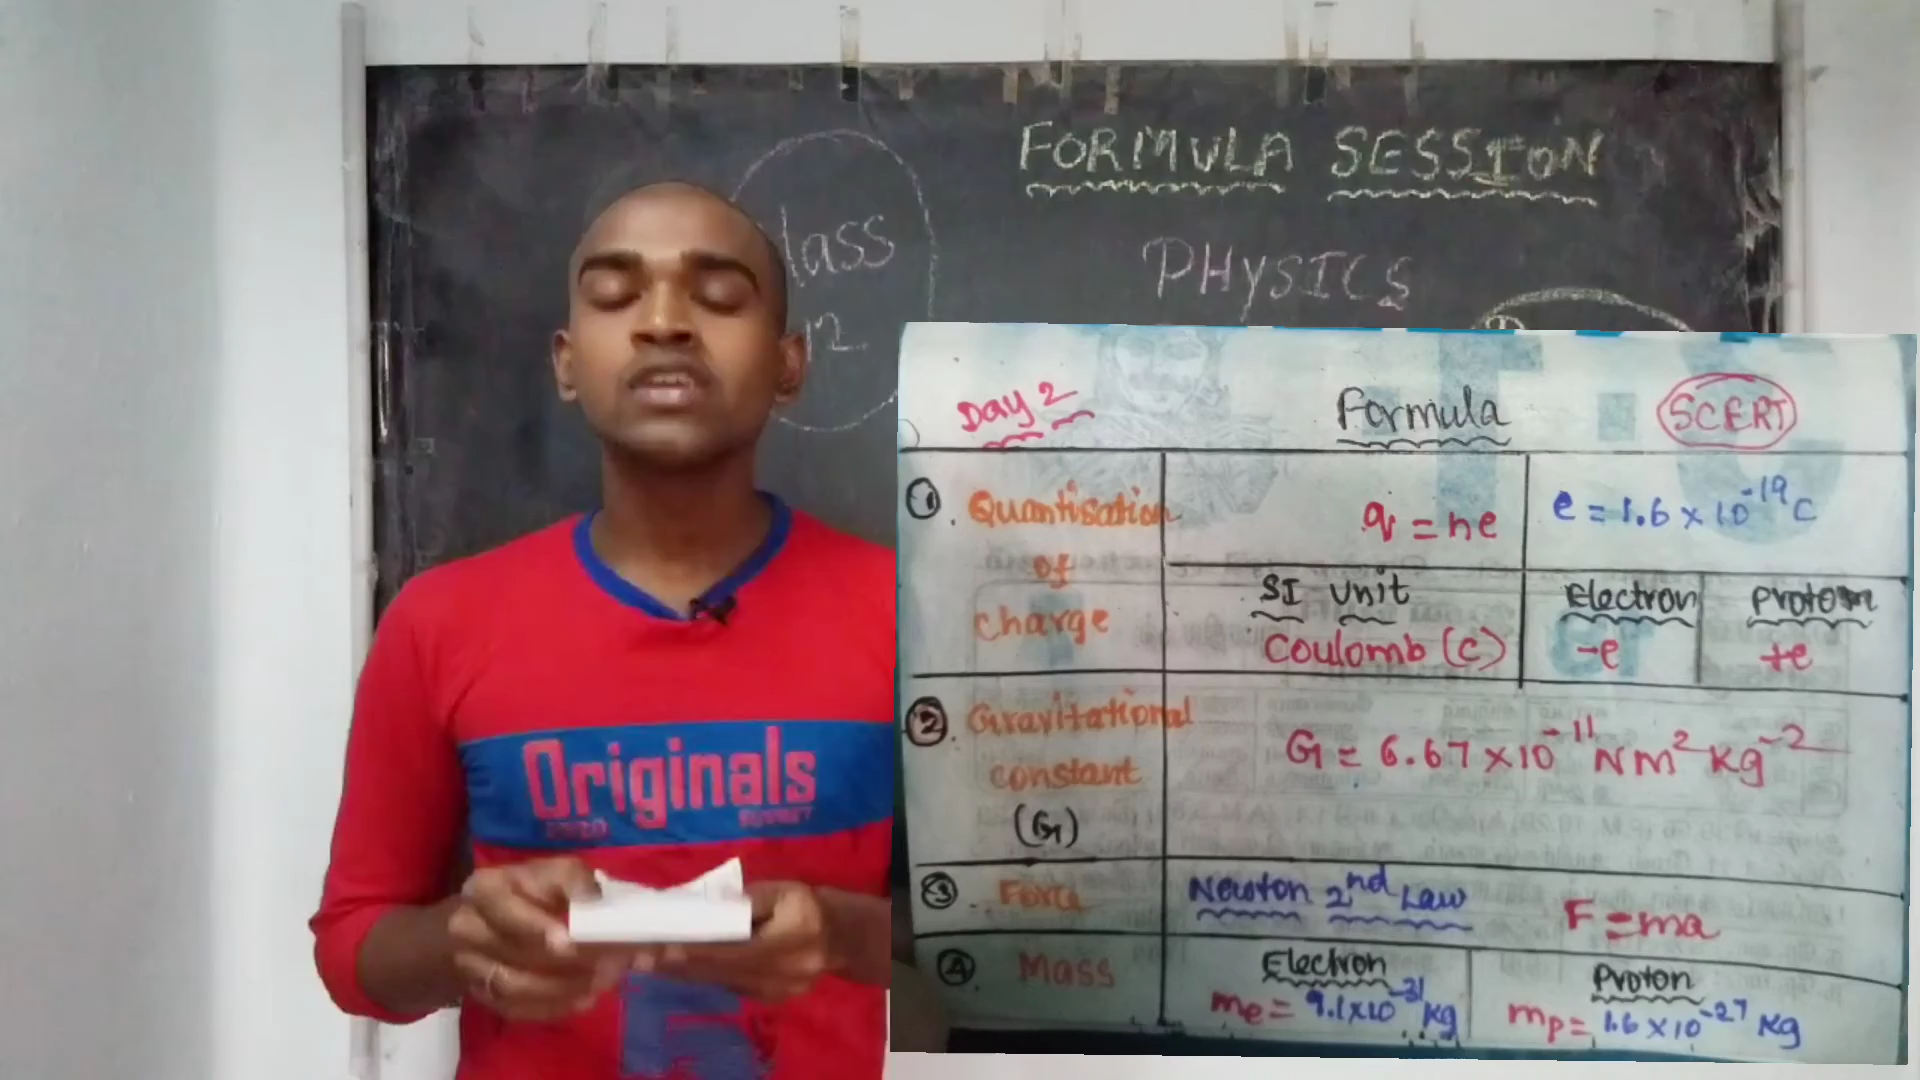 FORMULA SESSION
PHYSICS
lass
12
Day 2
Formula
SCERT
1. Quantisation of charge
q = ne
e = 1.6 × 10⁻¹⁹ C
SI Unit
Coulomb (C)
Electron
-e
Proton
+e
2. Gravitational constant (G)
G = 6.67 × 10⁻¹¹ N m² kg⁻²
3. Force
Newton 2nd Law
F = ma
4. Mass
Electron
me = 9.1 × 10⁻³¹ kg
Proton
mp = 1.6 × 10⁻²⁷ kg
Originals